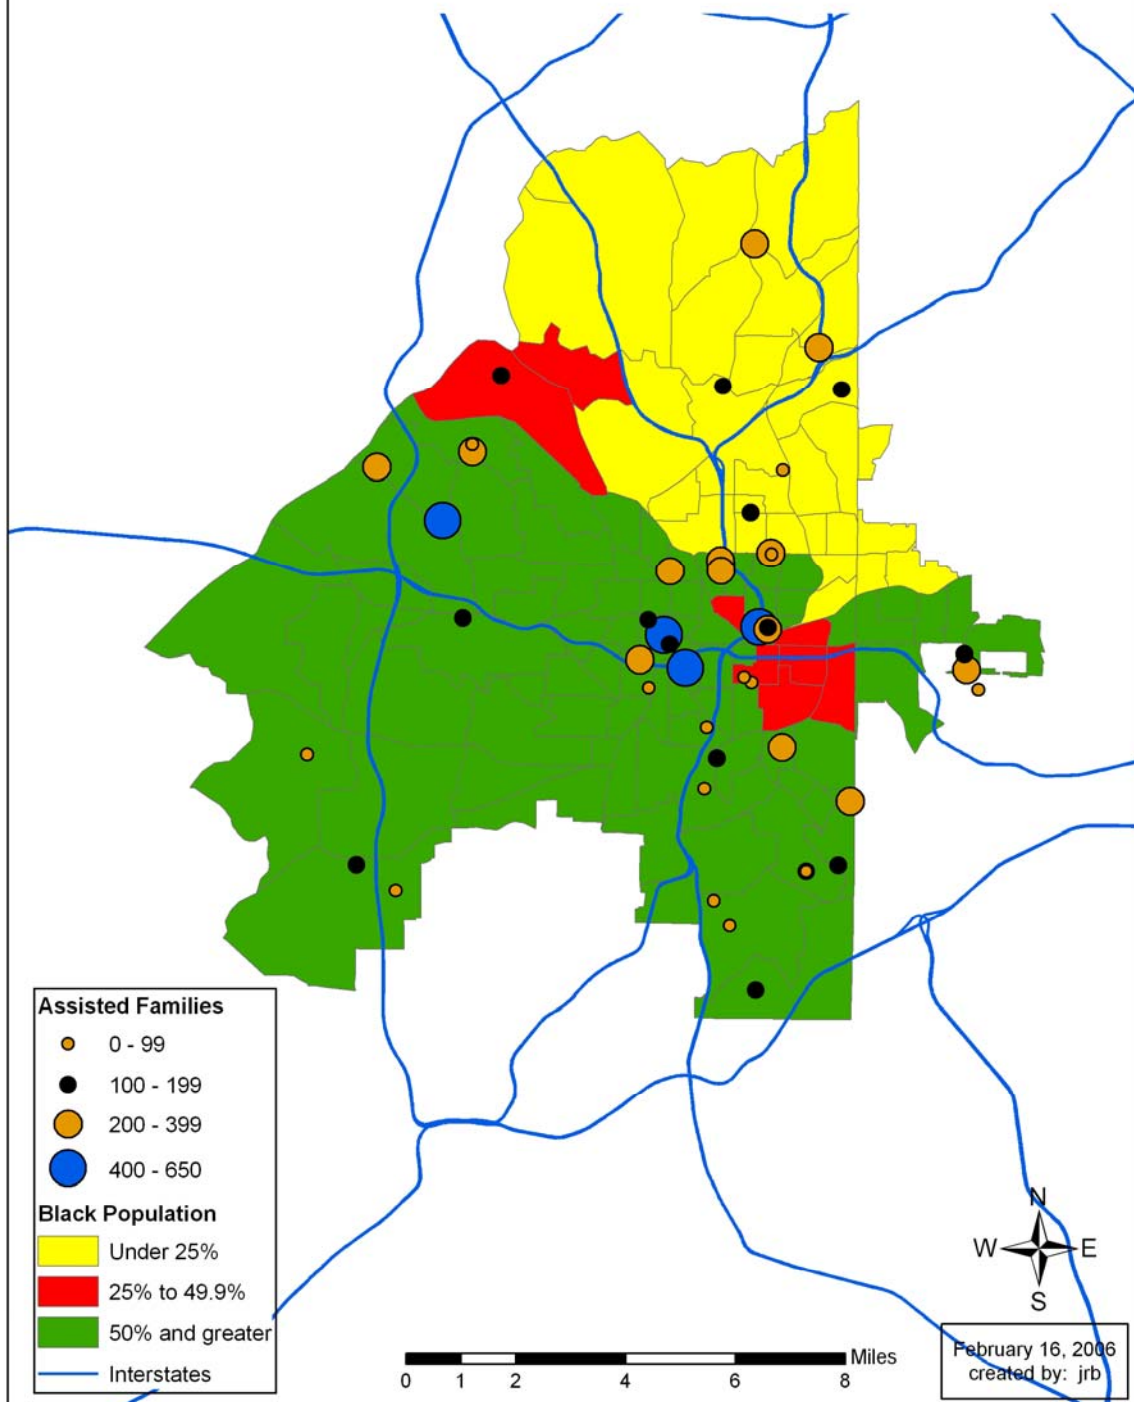 Assisted Families
0 - 99
100 - 199
200 - 399
400 - 650
Black Population
Under 25%
25% to 49.9%
50% and greater
Interstates
0 1 2 4 6 8
Miles
N
W E
S
February 16, 2006
created by: jrb